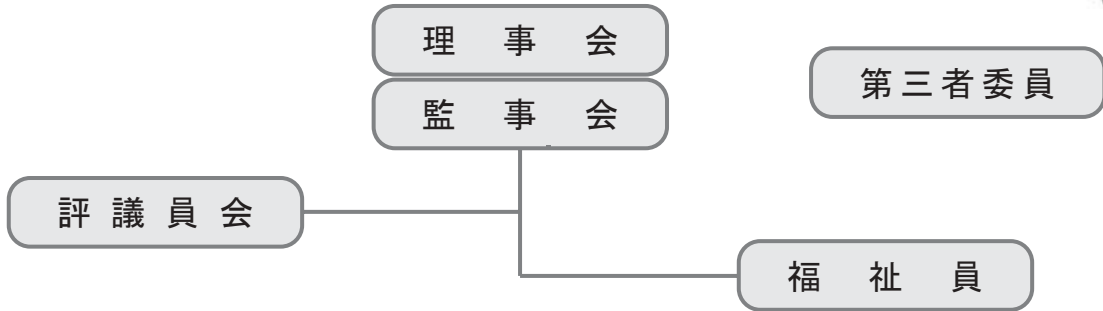 理事会
監事会
第三者委員
評議員会
福祉員